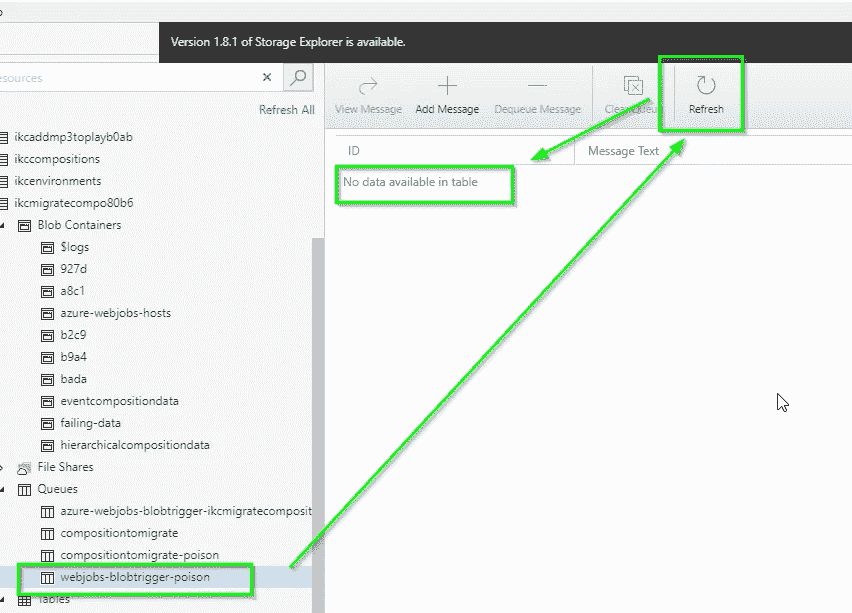 Version 1.8.1 of Storage Explorer is available.
esources
Refresh All
View Message
Add Message
Dequeue Message
Refresh
ID
Message Text
No data available in table
ikcaddmp3toplayb0ab
ikccompositions
ikcenvironments
ikcmigratecompo80b6
Blob Containers
$logs
927d
a8c1
azure-webjobs-hosts
b2c9
b9a4
bada
eventcompositiondata
failing-data
hierarchicalcompositiondata
File Shares
Queues
azure-webjobs-blobtrigger-ikcmigratecomposit
compositiontomigrate
compositiontomigrate-poison
webjobs-blobtrigger-poison
Tables